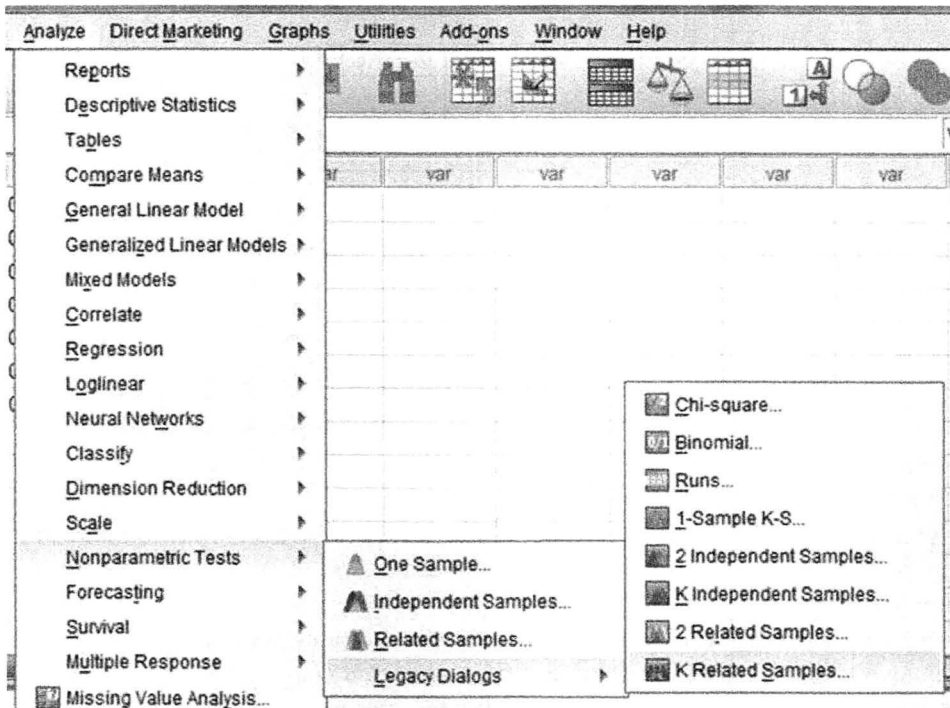 Analyze Direct Marketing Graphs Utilities Add-ons Window Help
Reports
Descriptive Statistics
Tables
Compare Means
General Linear Model
Generalized Linear Models
Mixed Models
Correlate
Regression
Loglinear
Neural Networks
Classify
Dimension Reduction
Scale
Nonparametric Tests
Forecasting
Survival
Multiple Response
Missing Value Analysis...
A
1
var var var var var
One Sample...
Independent Samples...
Related Samples...
Legacy Dialogs
Chi-square...
Binomial...
Runs...
1-Sample K-S...
2 Independent Samples...
K Independent Samples...
2 Related Samples...
K Related Samples...